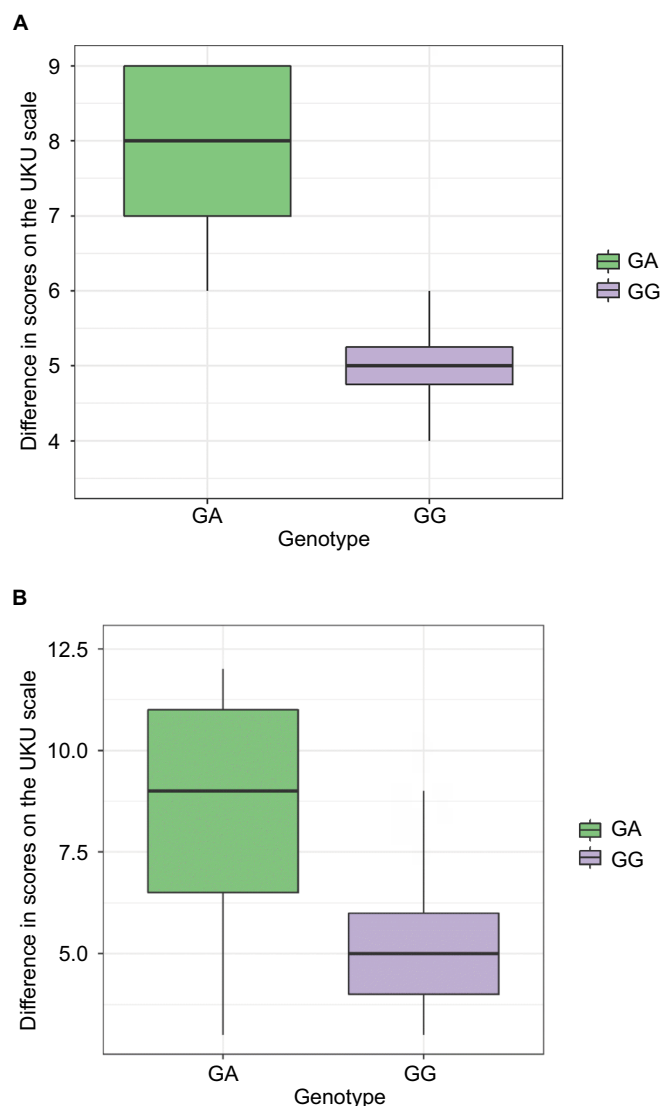 A
Difference in scores on the UKU scale
9
8
7
6
5
4
GA
GG
Genotype
GA
GG
B
Difference in scores on the UKU scale
12.5
10.0
7.5
5.0
GA
GG
Genotype
GA
GG